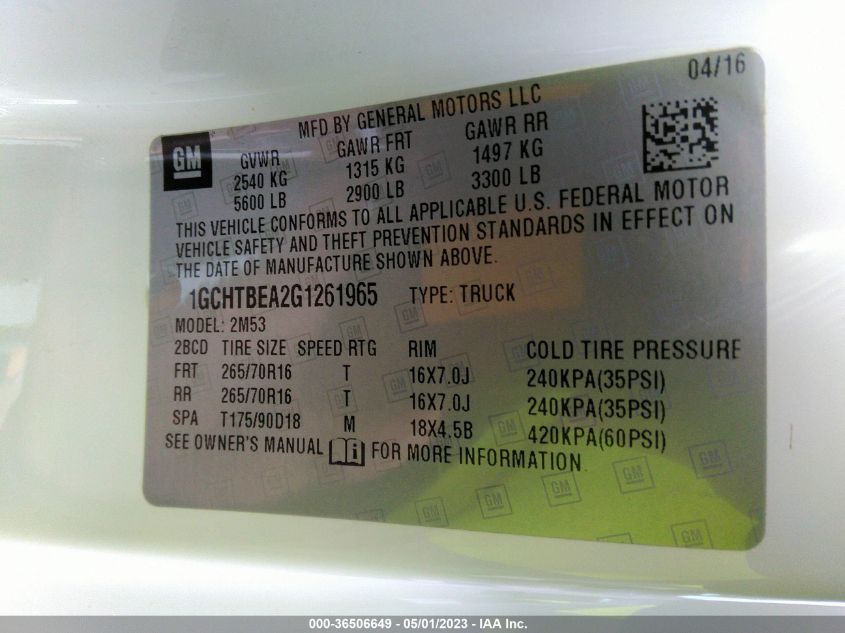 04/16
MFD BY GENERAL MOTORS LLC
GM
GVWR GAWR FRT GAWR RR
2540 KG 1315 KG 1497 KG
5600 LB 2900 LB 3300 LB
THIS VEHICLE CONFORMS TO ALL APPLICABLE U.S. FEDERAL MOTOR
VEHICLE SAFETY AND THEFT PREVENTION STANDARDS IN EFFECT ON
THE DATE OF MANUFACTURE SHOWN ABOVE.
1GCHTBEA2G1261965 TYPE: TRUCK
MODEL: 2M53
2BCD TIRE SIZE SPEED RTG RIM COLD TIRE PRESSURE
FRT 265/70R16 T 16X7.0J 240KPA(35PSI)
RR 265/70R16 T 16X7.0J 240KPA(35PSI)
SPA T175/90D18 M 18X4.5B 420KPA(60PSI)
SEE OWNER'S MANUAL i FOR MORE INFORMATION
000-36506649 - 05/01/2023 - IAA Inc.